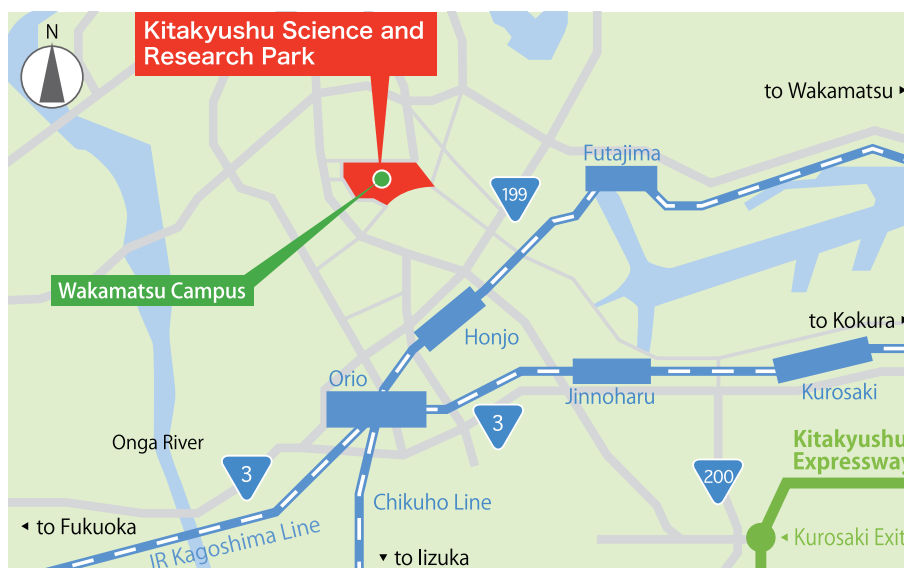 N
Kitakyushu Science and
Research Park
to Wakamatsu
Futajima
199
Wakamatsu Campus
Honjo
to Kokura
Orio
Jinnoharu
Kurosaki
3
Onga River
Kitakyushu
Expressway
3
200
Chikuho Line
to Fukuoka
JR Kagoshima Line
Kurosaki Exit
to Iizuka